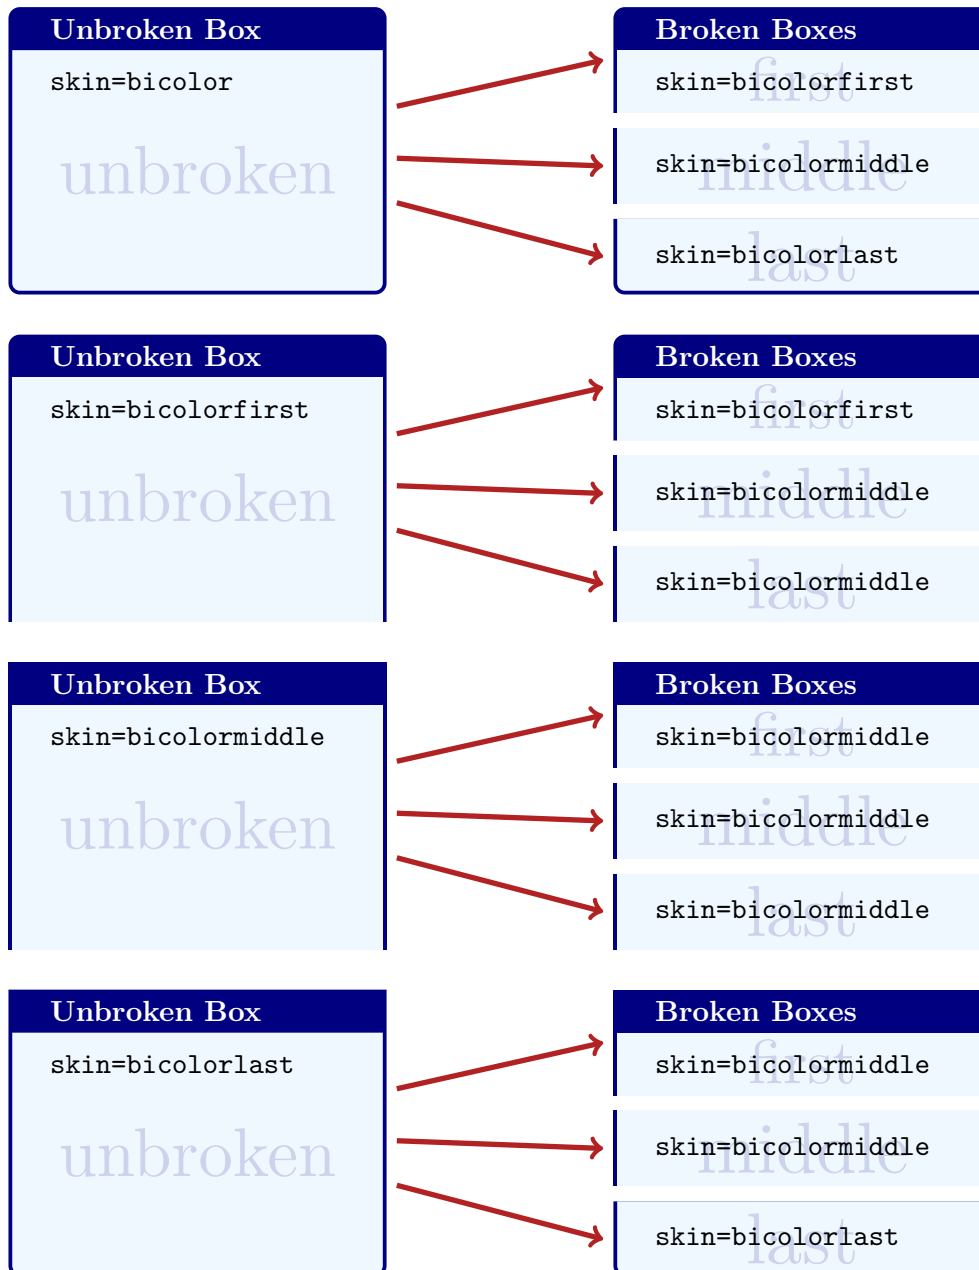 Unbroken Box
skin=bicolor
unbroken
Broken Boxes
first
skin=bicolorfirst
middle
skin=bicolormiddle
last
skin=bicolorlast
Unbroken Box
skin=bicolorfirst
unbroken
Broken Boxes
first
skin=bicolorfirst
middle
skin=bicolormiddle
last
skin=bicolormiddle
Unbroken Box
skin=bicolormiddle
unbroken
Broken Boxes
first
skin=bicolormiddle
middle
skin=bicolormiddle
last
skin=bicolormiddle
Unbroken Box
skin=bicolorlast
unbroken
Broken Boxes
first
skin=bicolormiddle
middle
skin=bicolormiddle
last
skin=bicolorlast